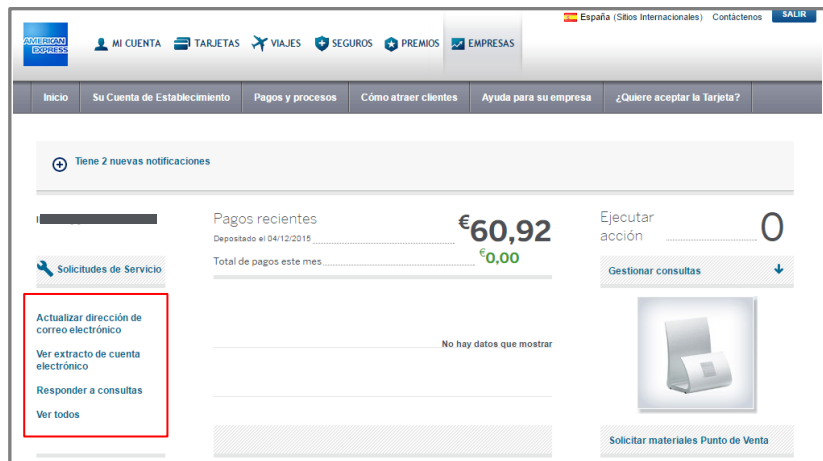 España (Sitios Internacionales) Contáctenos SALIR
AMERICAN
EXPRESS
MI CUENTA TARJETAS VIAJES SEGUROS PREMIOS EMPRESAS
Inicio Su Cuenta de Establecimiento Pagos y procesos Cómo atraer clientes Ayuda para su empresa ¿Quiere aceptar la Tarjeta?
Tiene 2 nuevas notificaciones
Pagos recientes
Depositado el 04/12/2015 €60,92
Total de pagos este mes €0,00
Ejecutar
acción 0
Solicitudes de Servicio
Gestionar consultas
Actualizar dirección de
correo electrónico
Ver extracto de cuenta
electrónico
Responder a consultas
Ver todos
No hay datos que mostrar
Solicitar materiales Punto de Venta